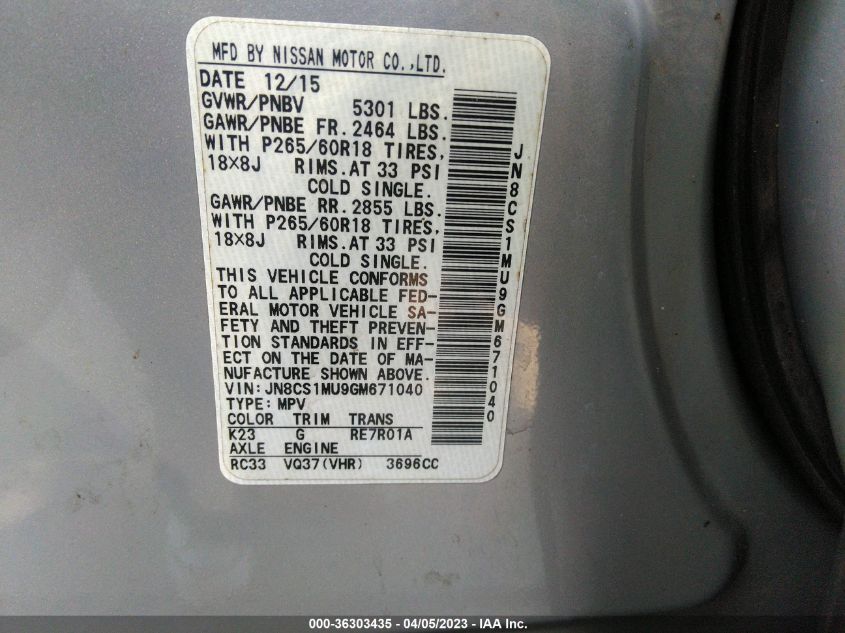 MFD BY NISSAN MOTOR CO.,LTD.
DATE 12/15
GVWR/PNBV 5301 LBS.
GAWR/PNBE FR. 2464 LBS.
WITH P265/60R18 TIRES,
18X8J RIMS.AT 33 PSI
COLD SINGLE.
GAWR/PNBE RR. 2855 LBS.
WITH P265/60R18 TIRES,
18X8J RIMS.AT 33 PSI
COLD SINGLE.
THIS VEHICLE CONFORMS
TO ALL APPLICABLE FED-
ERAL MOTOR VEHICLE SA-
FETY AND THEFT PREVEN-
TION STANDARDS IN EFF-
ECT ON THE DATE OF MA-
NUFACTURE SHOWN ABOVE.
VIN:JN8CS1MU9GM671040
TYPE: MPV
COLOR TRIM TRANS
K23 G RE7R01A
AXLE ENGINE
RC33 VQ37(VHR) 3696CC
JN8CS1MU9GM671040
000-36303435 - 04/05/2023 - IAA Inc.